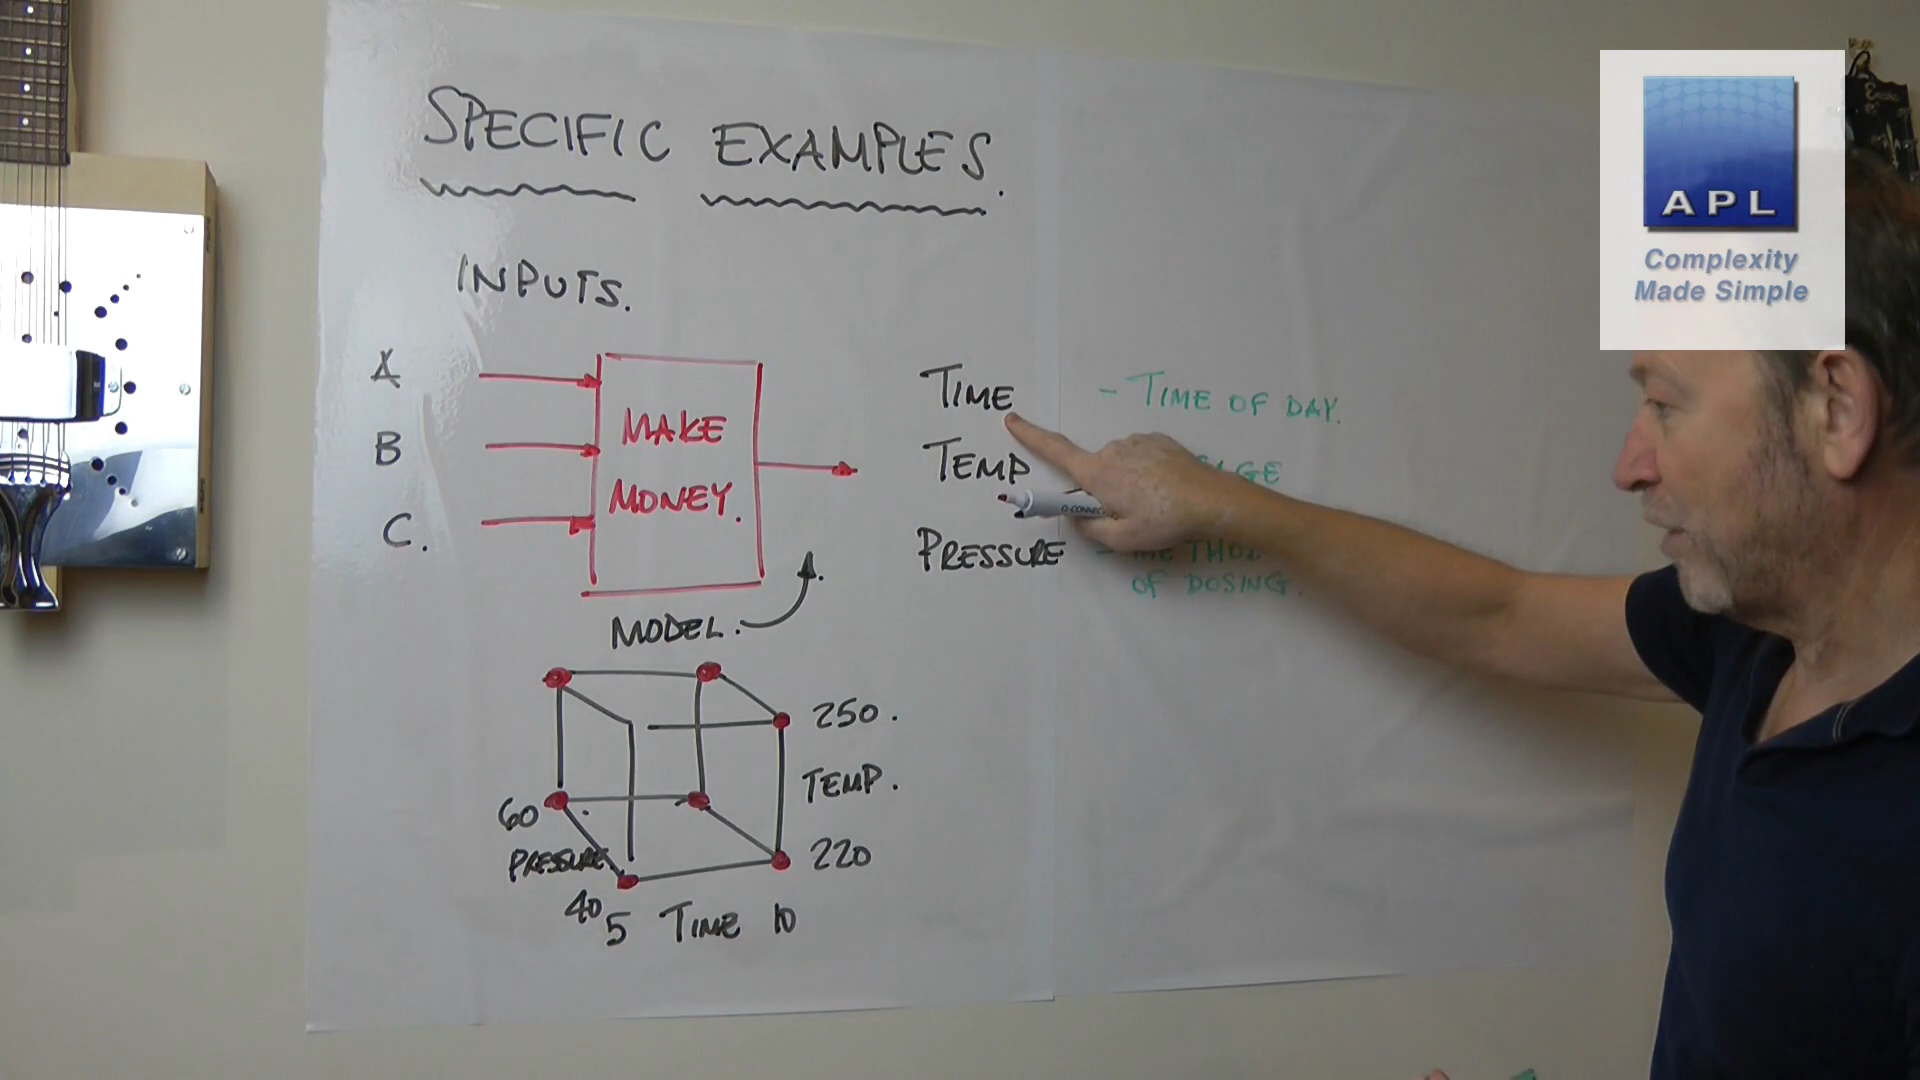 SPECIFIC EXAMPLES.
INPUTS.
A
B
C.
MAKE
MONEY.
MODEL.
TIME - TIME OF DAY.
TEMP
PRESSURE - METHOD
OF DOSING.
250.
TEMP.
220
60
PRESSURE.
40
5 TIME 10
APL
Complexity
Made Simple